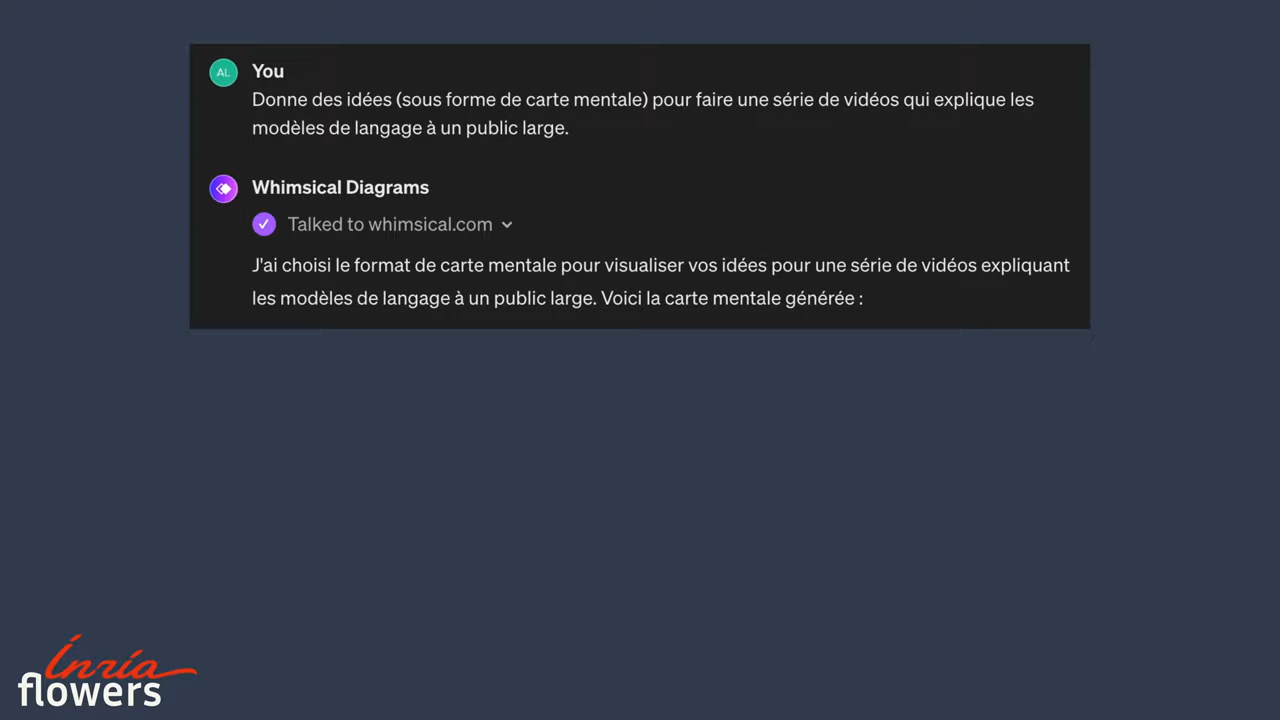 AL
You
Donne des idées (sous forme de carte mentale) pour faire une série de vidéos qui explique les
modèles de langage à un public large.
Whimsical Diagrams
Talked to whimsical.com
J'ai choisi le format de carte mentale pour visualiser vos idées pour une série de vidéos expliquant
les modèles de langage à un public large. Voici la carte mentale générée :
Inria
flowers